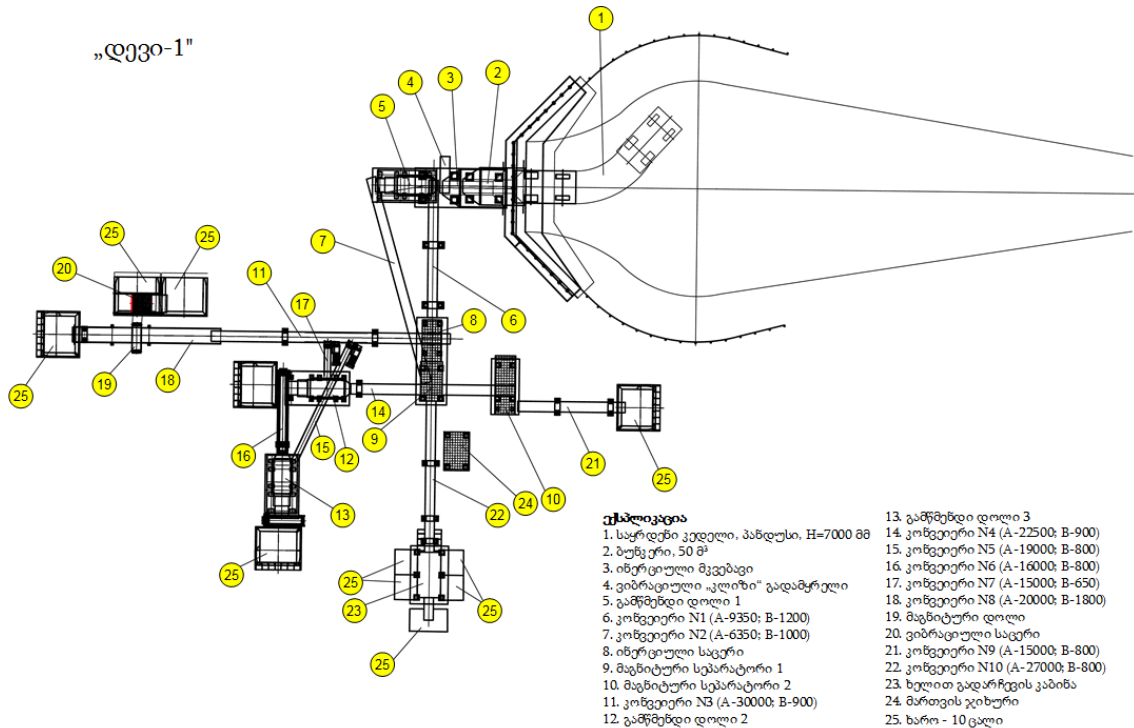 „დევი-1"
1
2
3
4
5
6
7
8
9
10
11
12
13
14
15
16
17
18
19
20
21
22
23
24
25
25
25
25
25
25
25
25
ექსპლიკაცია
1. საყრდენი კედელი, პანდუსი, H=7000 მმ
2. ბუნკერი, 50 მ³
3. ინერციული მკვებავი
4. ვიბრაციული „კლიზი“ გადამყრელი
5. გამწმენდი დოლი 1
6. კონვეიერი N1 (A-9350; B-1200)
7. კონვეიერი N2 (A-6350; B-1000)
8. ინერციული საცერი
9. მაგნიტური სეპარატორი 1
10. მაგნიტური სეპარატორი 2
11. კონვეიერი N3 (A-30000; B-900)
12. გამწმენდი დოლი 2
13. გამწმენდი დოლი 3
14. კონვეიერი N4 (A-22500; B-900)
15. კონვეიერი N5 (A-19000; B-800)
16. კონვეიერი N6 (A-16000; B-800)
17. კონვეიერი N7 (A-15000; B-650)
18. კონვეიერი N8 (A-20000; B-1800)
19. მაგნიტური დოლი
20. ვიბრაციული საცერი
21. კონვეიერი N9 (A-15000; B-800)
22. კონვეიერი N10 (A-27000; B-800)
23. ხელით გადარჩევის კაბინა
24. მართვის ჯიხური
25. ხარო - 10 ცალი